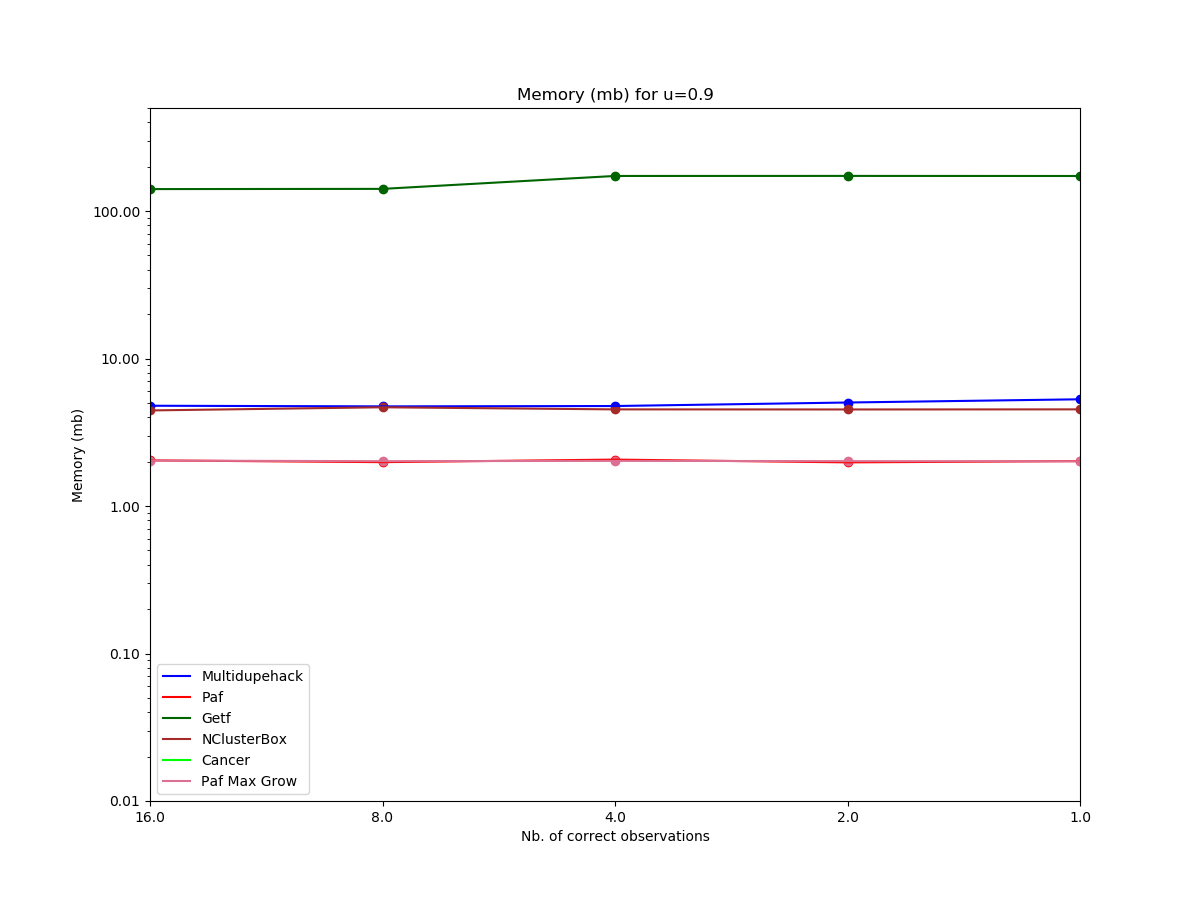 Memory (mb) for u=0.9
Memory (mb)
100.00
10.00
1.00
0.10
0.01
Multidupehack
Paf
Getf
NClusterBox
Cancer
Paf Max Grow
16.0 8.0 4.0 2.0 1.0
Nb. of correct observations